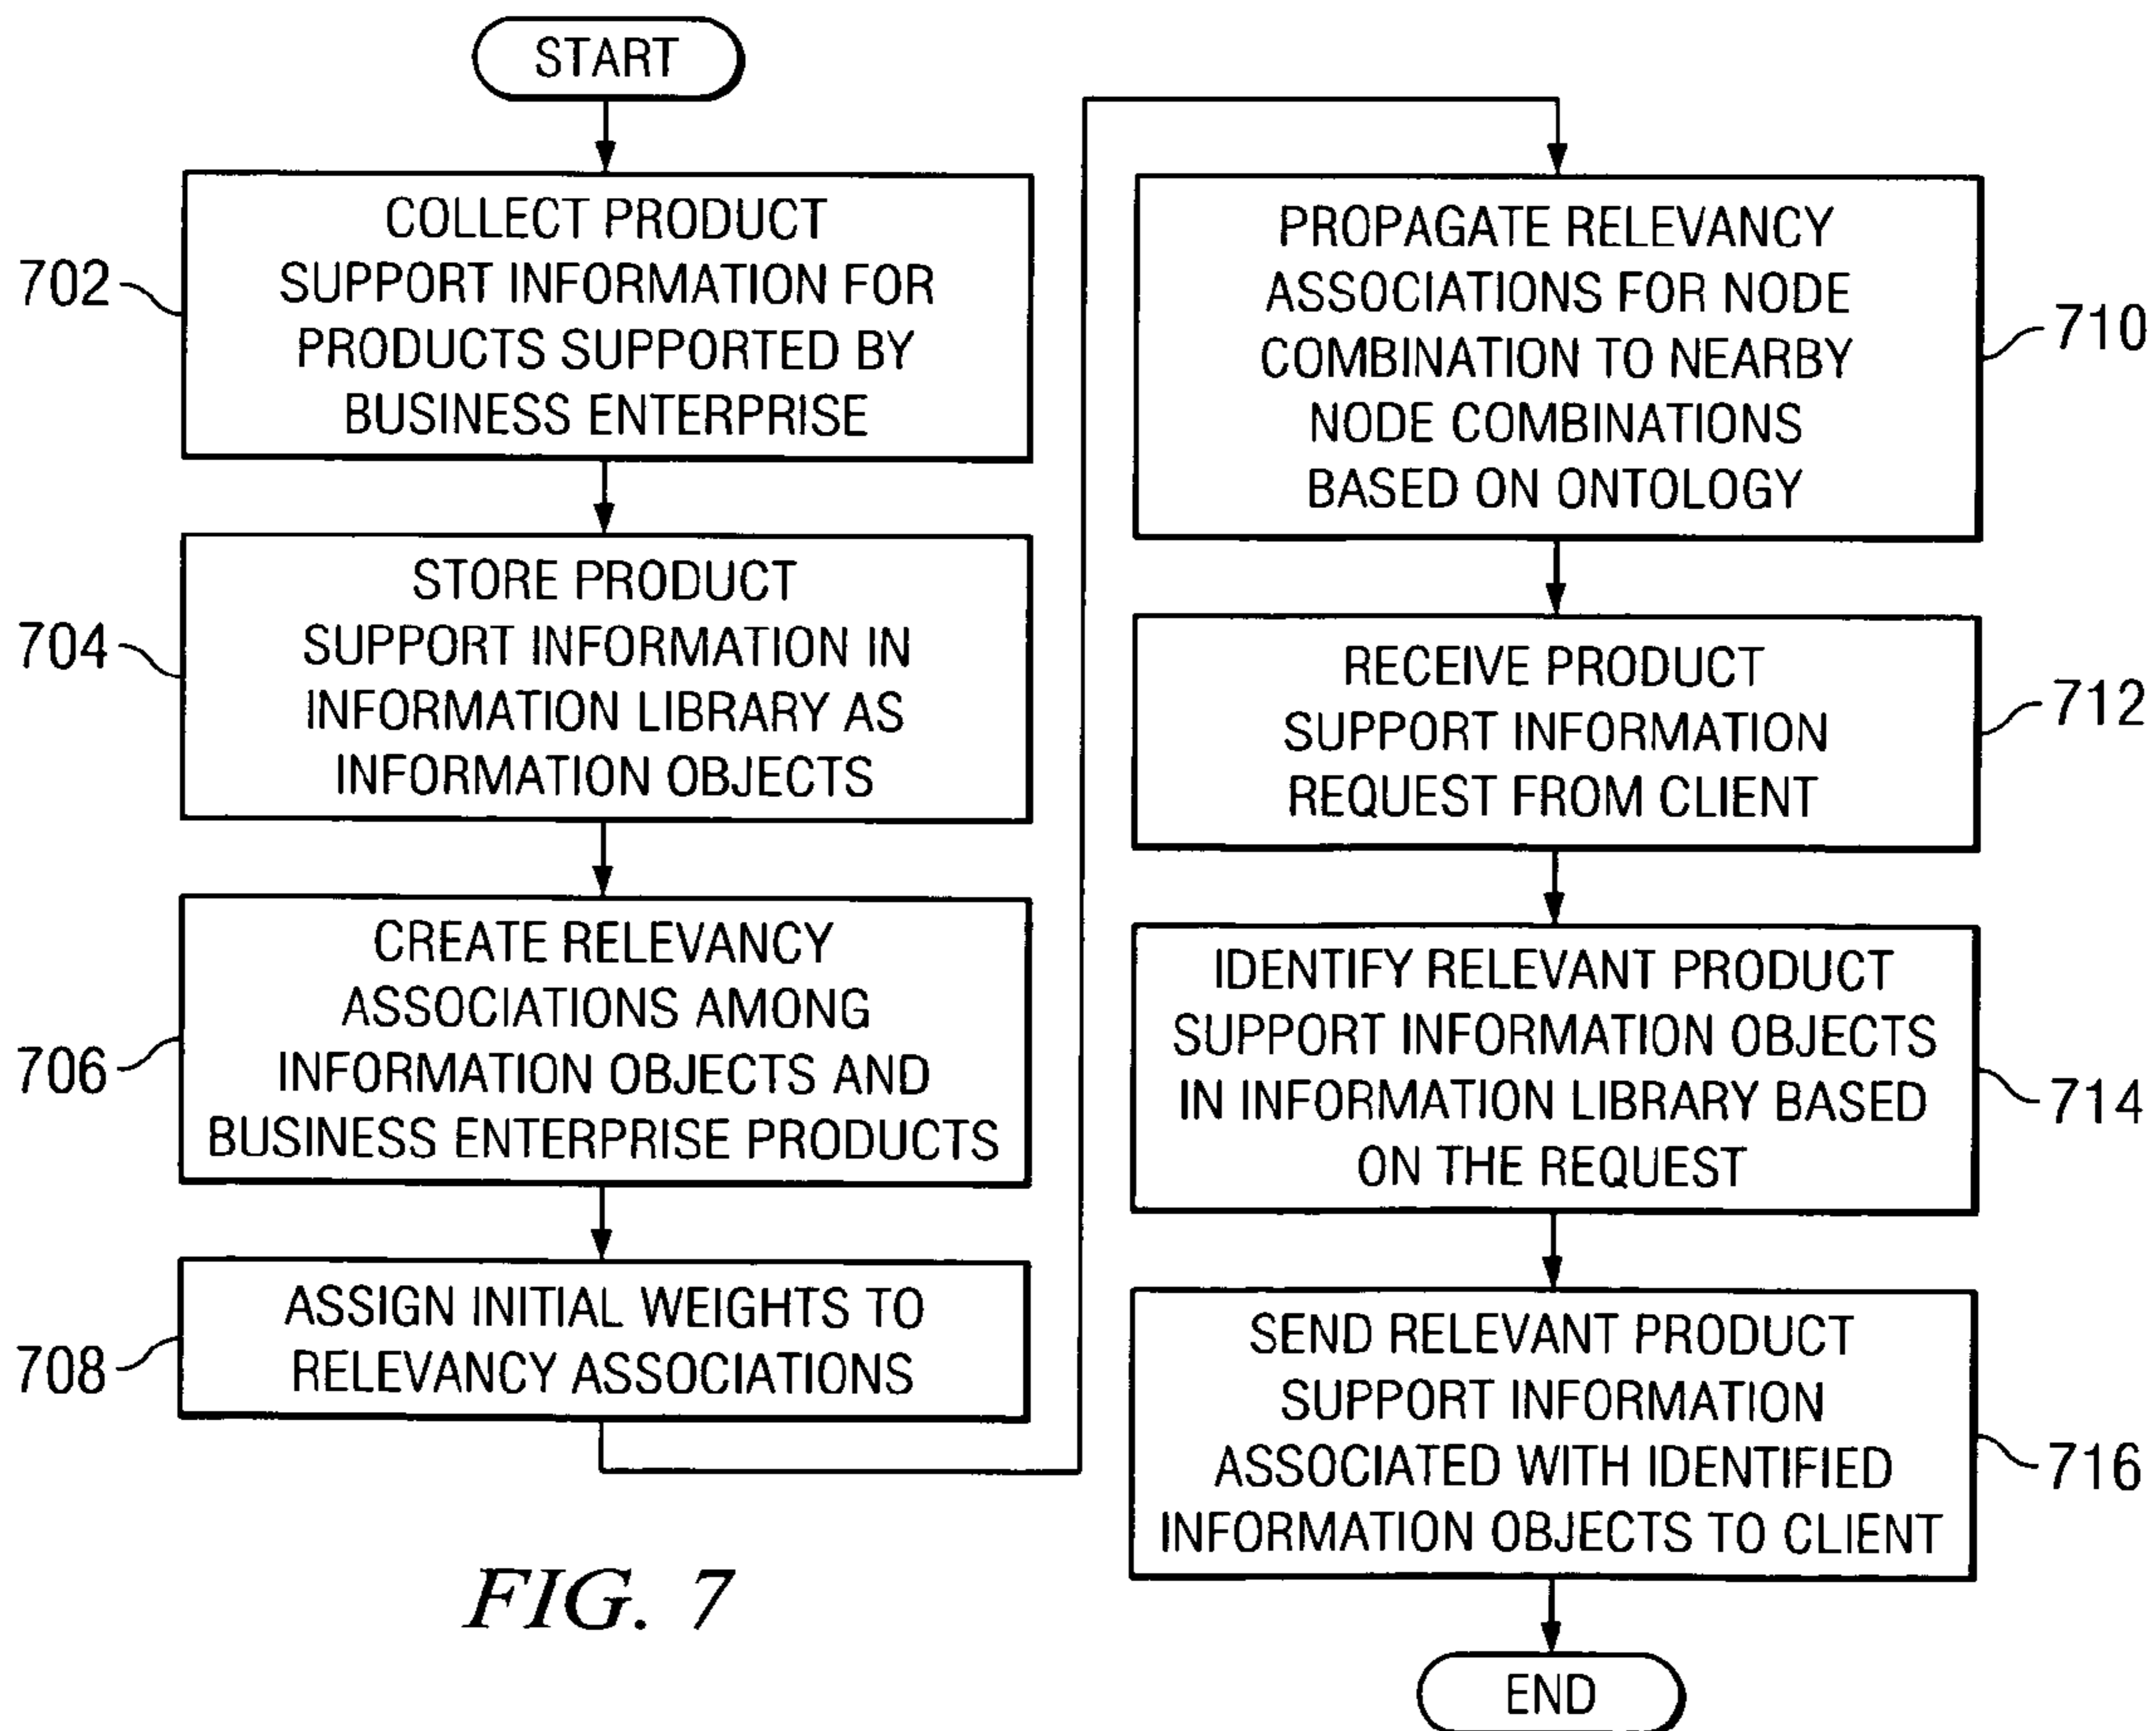 START
702
COLLECT PRODUCT
SUPPORT INFORMATION FOR
PRODUCTS SUPPORTED BY
BUSINESS ENTERPRISE
704
STORE PRODUCT
SUPPORT INFORMATION IN
INFORMATION LIBRARY AS
INFORMATION OBJECTS
706
CREATE RELEVANCY
ASSOCIATIONS AMONG
INFORMATION OBJECTS AND
BUSINESS ENTERPRISE PRODUCTS
708
ASSIGN INITIAL WEIGHTS TO
RELEVANCY ASSOCIATIONS
PROPAGATE RELEVANCY
ASSOCIATIONS FOR NODE
COMBINATION TO NEARBY
NODE COMBINATIONS
BASED ON ONTOLOGY
710
RECEIVE PRODUCT
SUPPORT INFORMATION
REQUEST FROM CLIENT
712
IDENTIFY RELEVANT PRODUCT
SUPPORT INFORMATION OBJECTS
IN INFORMATION LIBRARY BASED
ON THE REQUEST
714
SEND RELEVANT PRODUCT
SUPPORT INFORMATION
ASSOCIATED WITH IDENTIFIED
INFORMATION OBJECTS TO CLIENT
716
END
FIG. 7